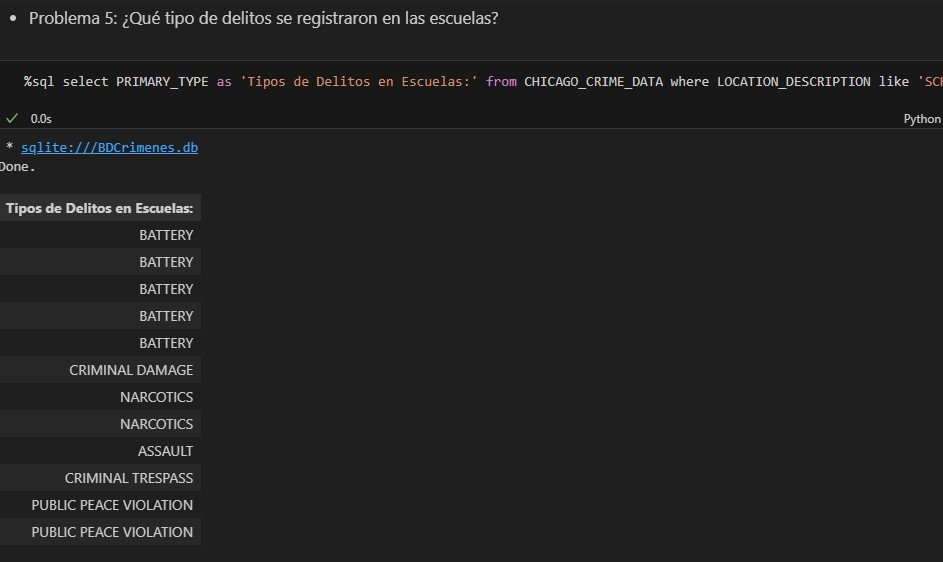 • Problema 5: ¿Qué tipo de delitos se registraron en las escuelas?
%sql select PRIMARY_TYPE as 'Tipos de Delitos en Escuelas:' from CHICAGO_CRIME_DATA where LOCATION_DESCRIPTION like 'SCH
✓ 0.0s
Python
* sqlite:///BDCrimenes.db
Done.
Tipos de Delitos en Escuelas:
BATTERY
BATTERY
BATTERY
BATTERY
BATTERY
CRIMINAL DAMAGE
NARCOTICS
NARCOTICS
ASSAULT
CRIMINAL TRESPASS
PUBLIC PEACE VIOLATION
PUBLIC PEACE VIOLATION